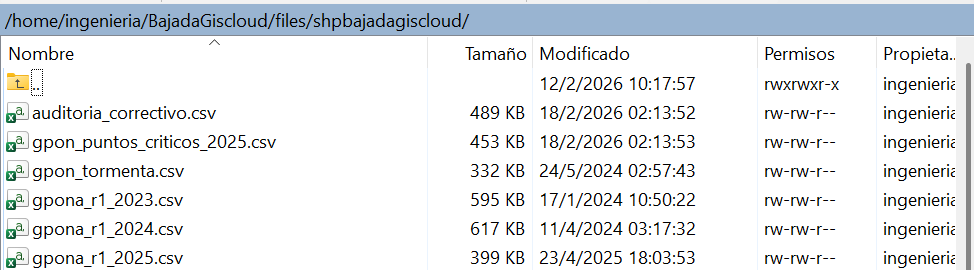 /home/ingenieria/BajadaGiscloud/files/shpbajadagiscloud/
Nombre Tamaño Modificado Permisos Propieta...
.. 12/2/2026 10:17:57 rwxrwxr-x ingenieria
auditoria_correctivo.csv 489 KB 18/2/2026 02:13:52 rw-rw-r-- ingenieria
gpon_puntos_criticos_2025.csv 453 KB 18/2/2026 02:13:53 rw-rw-r-- ingenieria
gpon_tormenta.csv 332 KB 24/5/2024 02:57:43 rw-rw-r-- ingenieria
gpona_r1_2023.csv 595 KB 17/1/2024 10:50:22 rw-rw-r-- ingenieria
gpona_r1_2024.csv 617 KB 11/4/2024 03:17:32 rw-rw-r-- ingenieria
gpona_r1_2025.csv 399 KB 23/4/2025 18:03:53 rw-rw-r-- ingenieria